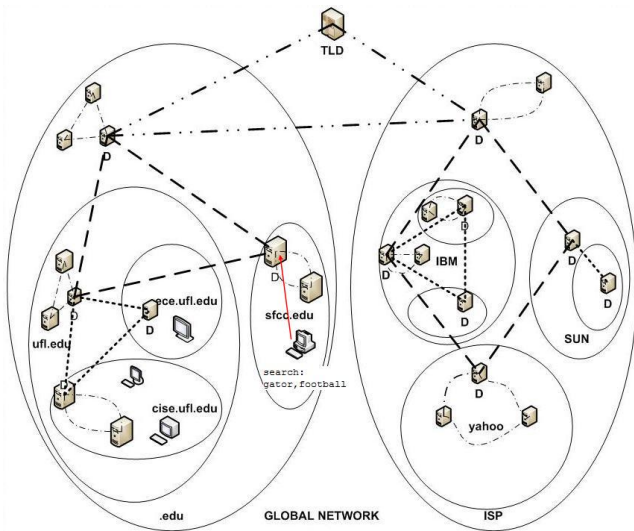 TLD
D
D
D
IBM
D
ece.ufl.edu
D
D
D
D
sfcc.edu
D
D
ufl.edu
SUN
search:
gator,football
D
cise.ufl.edu
yahoo
.edu
GLOBAL NETWORK
ISP